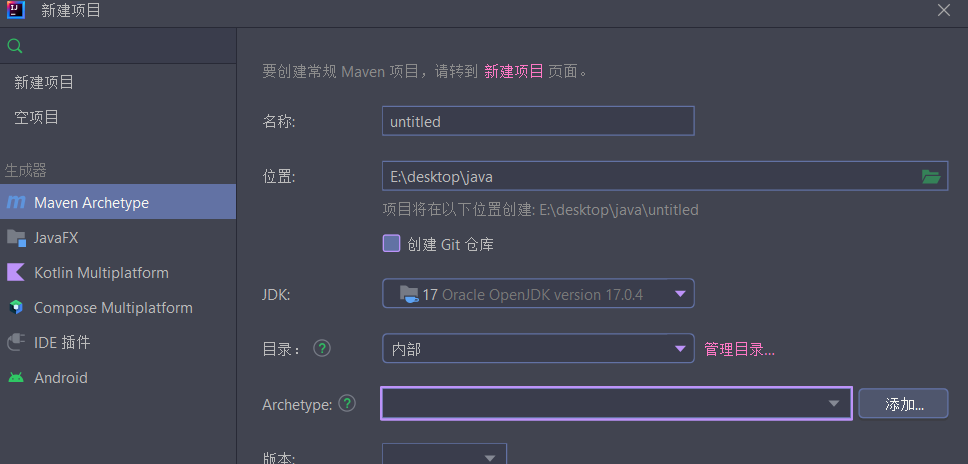 新建项目
新建项目
空项目
生成器
Maven Archetype
JavaFX
Kotlin Multiplatform
Compose Multiplatform
IDE 插件
Android
要创建常规 Maven 项目，请转到 新建项目 页面。
名称: untitled
位置: E:\desktop\java
项目将在以下位置创建: E:\desktop\java\untitled
创建 Git 仓库
JDK: 17 Oracle OpenJDK version 17.0.4
目录： ? 内部 管理目录...
Archetype: ? 添加...
版本: